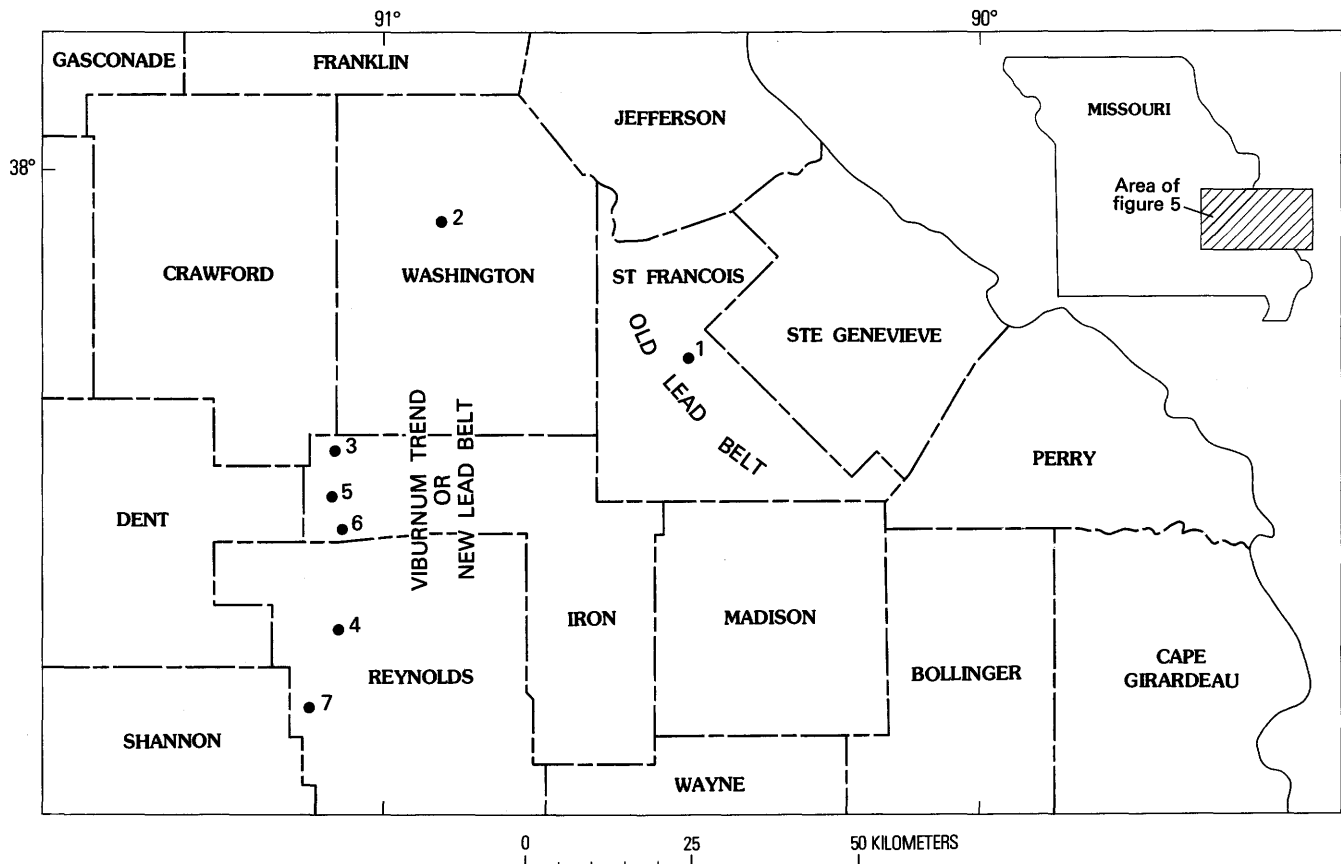 91°
90°
GASCONADE
FRANKLIN
JEFFERSON
MISSOURI
38°
Area of
figure 5
2
CRAWFORD
WASHINGTON
ST FRANCOIS
OLD
LEAD
BELT
1
STE GENEVIEVE
VIBURNUM TREND
OR
NEW LEAD BELT
3
5
6
DENT
PERRY
4
IRON
MADISON
REYNOLDS
BOLLINGER
CAPE
GIRARDEAU
7
SHANNON
WAYNE
0
25
50 KILOMETERS